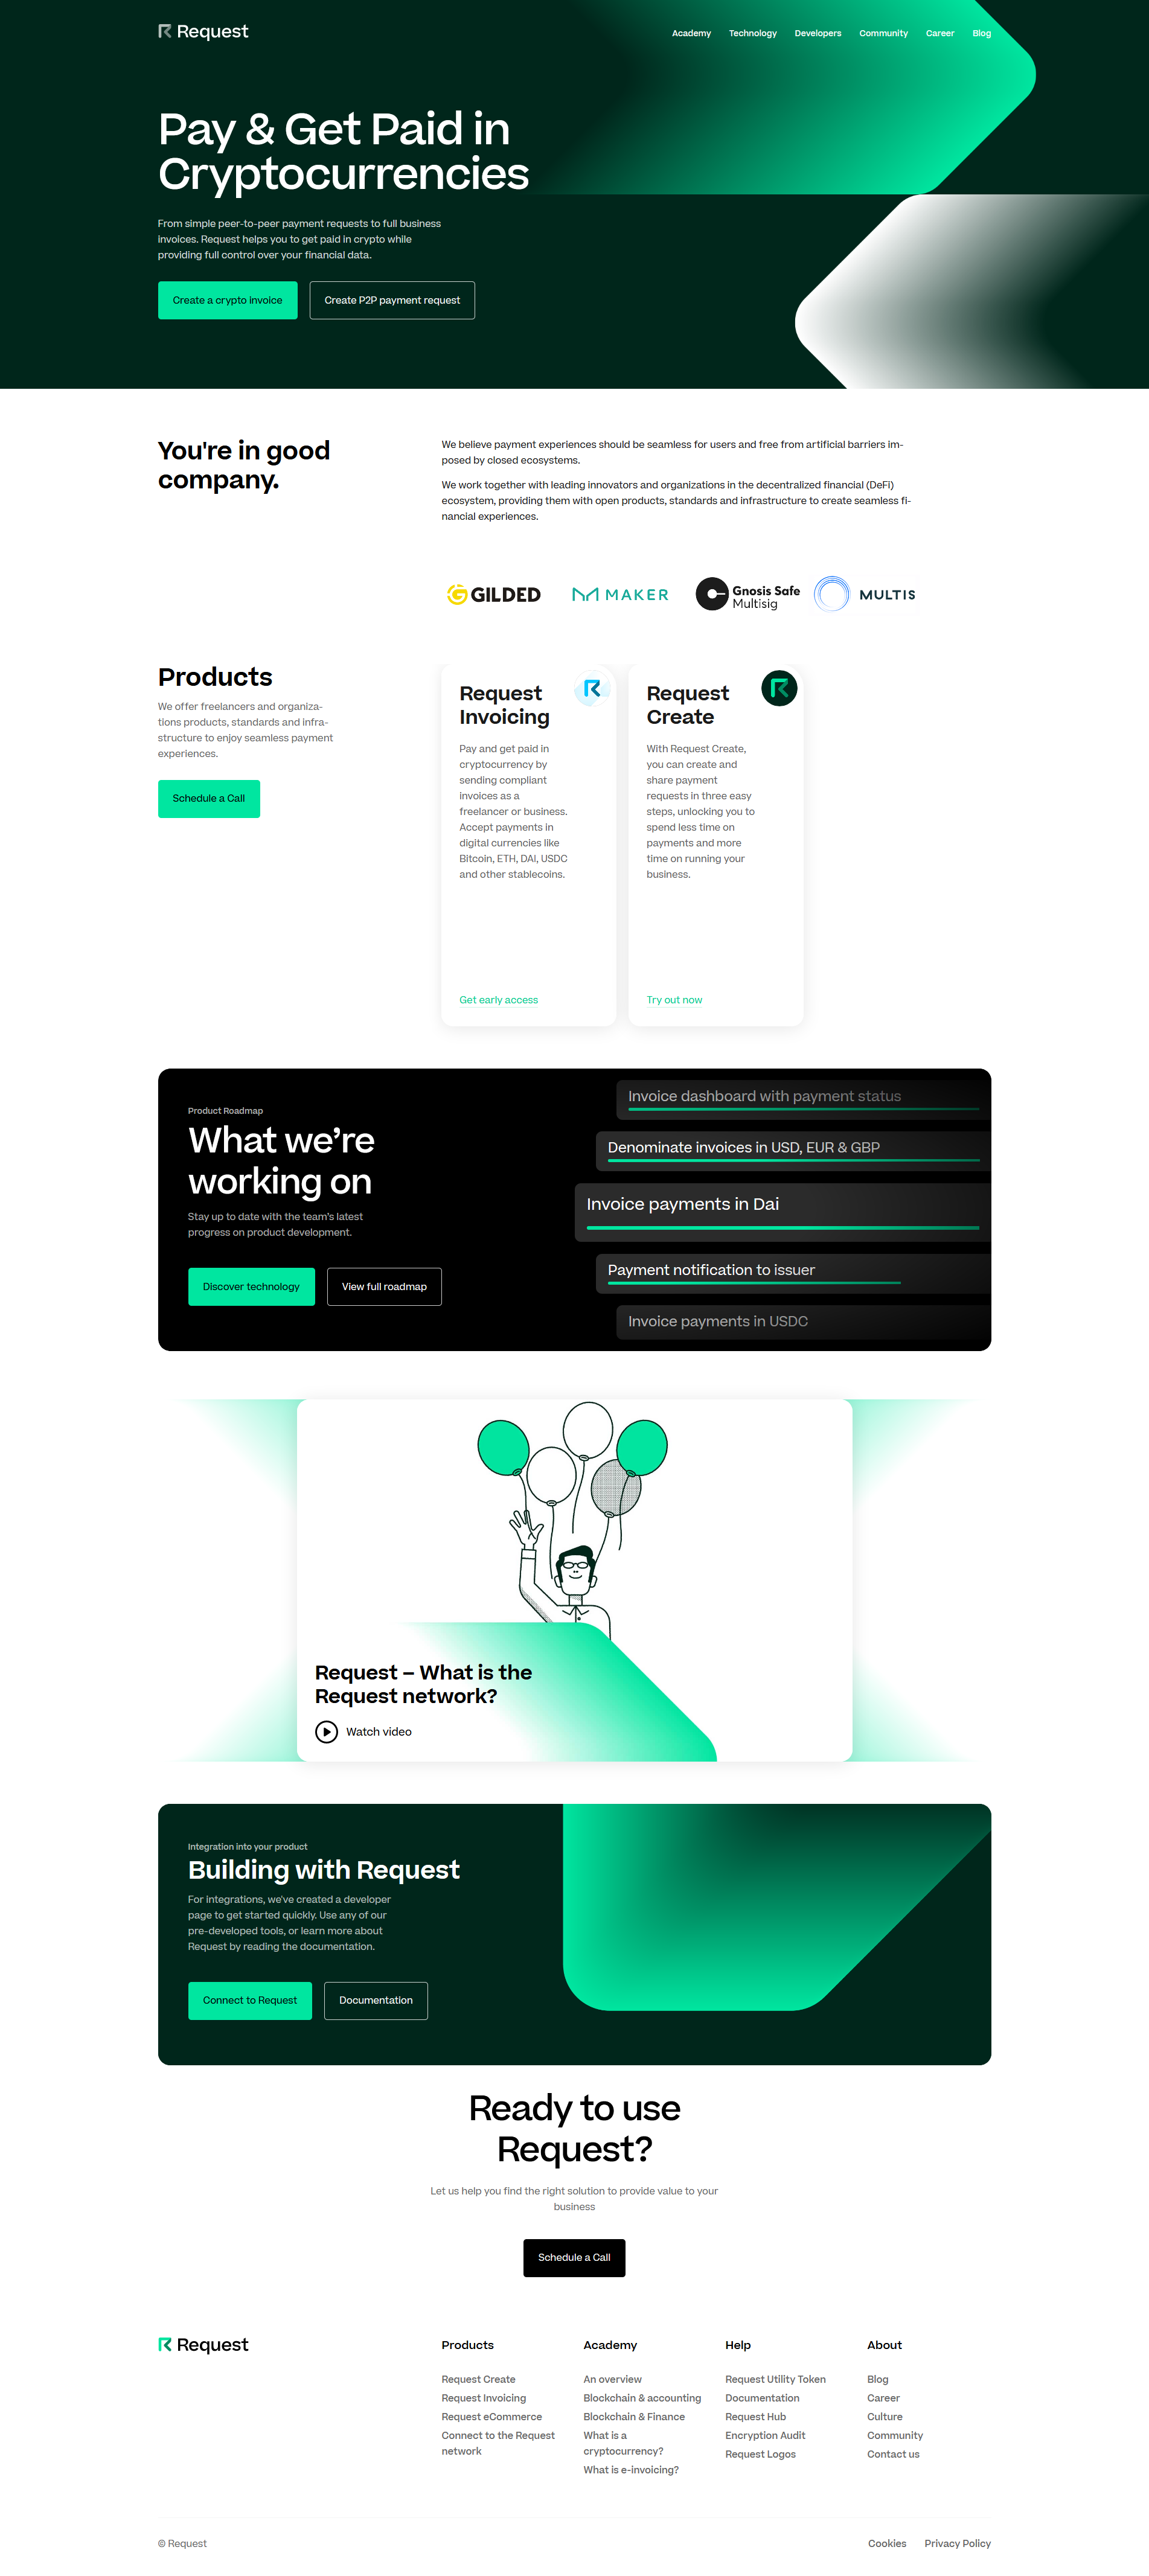 Request
Academy Technology Developers Community Career Blog
Pay & Get Paid in
Cryptocurrencies
From simple peer-to-peer payment requests to full business
invoices. Request helps you to get paid in crypto while
providing full control over your financial data.
Create a crypto invoice
Create P2P payment request
You're in good
company.
We believe payment experiences should be seamless for users and free from artificial barriers im-
posed by closed ecosystems.
We work together with leading innovators and organizations in the decentralized financial (DeFi)
ecosystem, providing them with open products, standards and infrastructure to create seamless fi-
nancial experiences.
GILDED
MAKER
Gnosis Safe
Multisig
MULTIS
Products
We offer freelancers and organiza-
tions products, standards and infra-
structure to enjoy seamless payment
experiences.
Schedule a Call
Request
Invoicing
Pay and get paid in
cryptocurrency by
sending compliant
invoices as a
freelancer or business.
Accept payments in
digital currencies like
Bitcoin, ETH, DAI, USDC
and other stablecoins.
Get early access
Request
Create
With Request Create,
you can create and
share payment
requests in three easy
steps, unlocking you to
spend less time on
payments and more
time on running your
business.
Try out now
Product Roadmap
What we’re
working on
Stay up to date with the team’s latest
progress on product development.
Discover technology
View full roadmap
Invoice dashboard with payment status
Denominate invoices in USD, EUR & GBP
Invoice payments in Dai
Payment notification to issuer
Invoice payments in USDC
Request – What is the
Request network?
Watch video
Integration into your product
Building with Request
For integrations, we've created a developer
page to get started quickly. Use any of our
pre-developed tools, or learn more about
Request by reading the documentation.
Connect to Request
Documentation
Ready to use
Request?
Let us help you find the right solution to provide value to your
business
Schedule a Call
Request
Products
Request Create
Request Invoicing
Request eCommerce
Connect to the Request
network
Academy
An overview
Blockchain & accounting
Blockchain & Finance
What is a
cryptocurrency?
What is e-invoicing?
Help
Request Utility Token
Documentation
Request Hub
Encryption Audit
Request Logos
About
Blog
Career
Culture
Community
Contact us
© Request
Cookies Privacy Policy